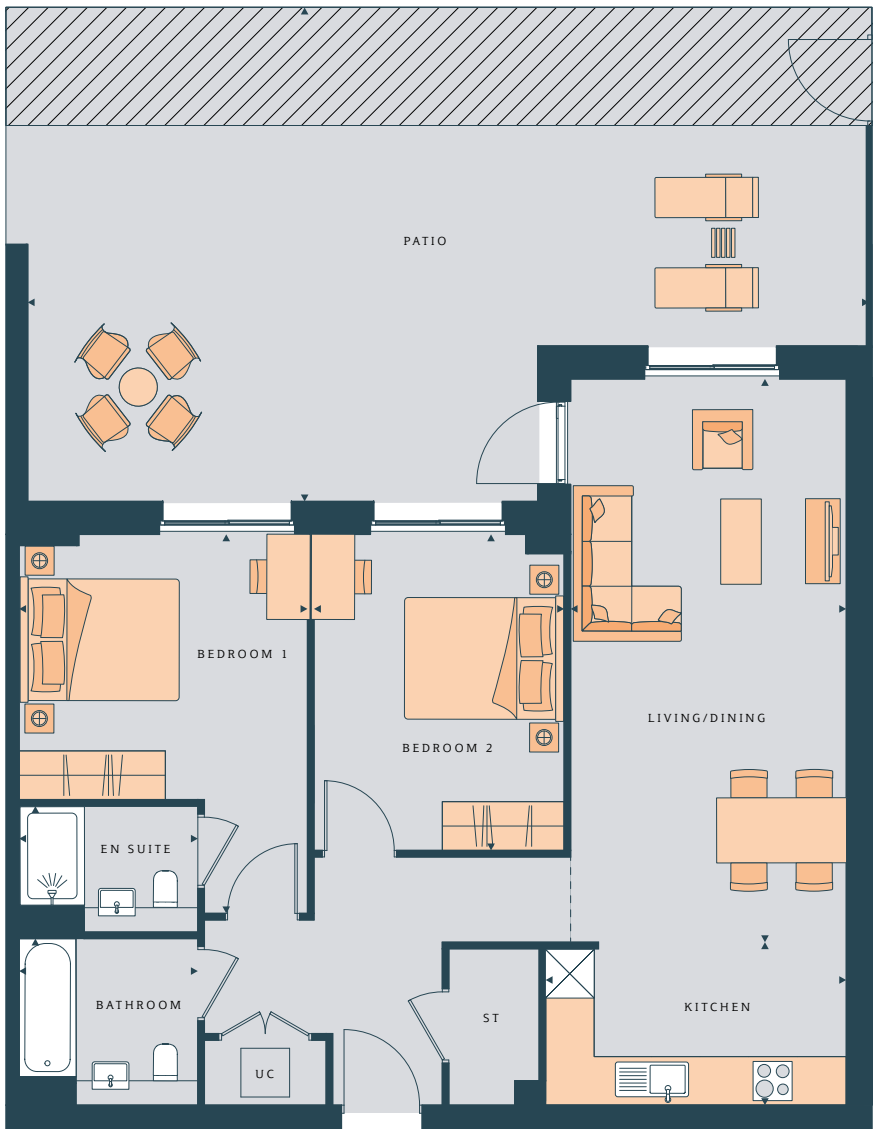 PATIO
BEDROOM 1
LIVING/DINING
BEDROOM 2
EN SUITE
BATHROOM
KITCHEN
ST
UC